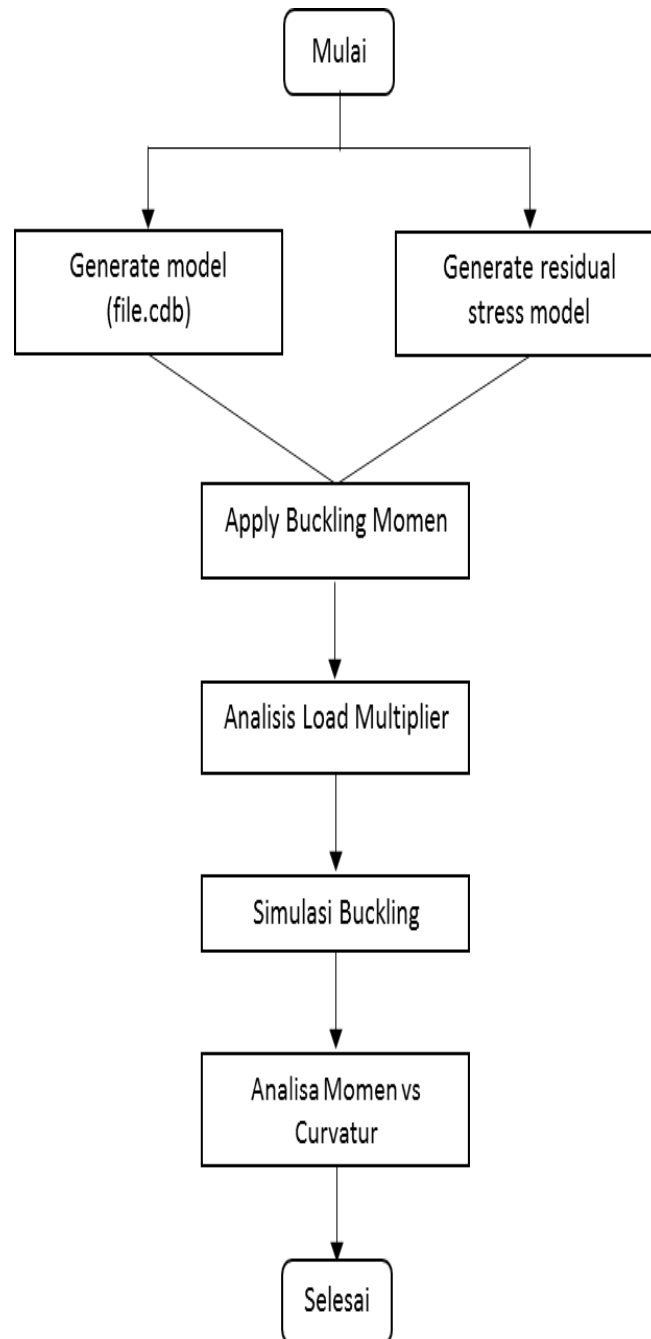 Mulai
Generate model
(file.cdb)
Generate residual
stress model
Apply Buckling Momen
Analisis Load Multiplier
Simulasi Buckling
Analisa Momen vs
Curvatur
Selesai